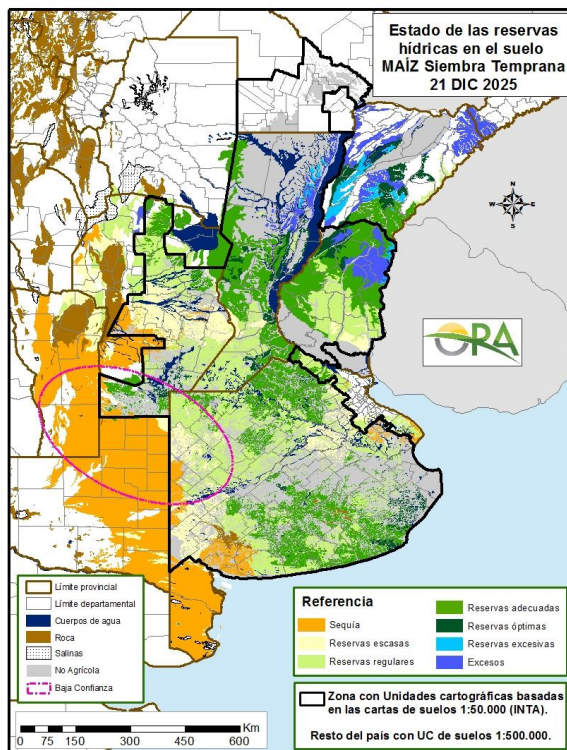 Estado de las reservas
hídricas en el suelo
MAÍZ Siembra Temprana
21 DIC 2025
N
W
E
S
OPA
Límite provincial
Límite departamental
Cuerpos de agua
Roca
Salinas
No Agrícola
Baja Confianza
0
75
150
300
450
600
Km
Referencia
Sequía
Reservas escasas
Reservas regulares
Reservas adecuadas
Reservas óptimas
Reservas excesivas
Excesos
Zona con Unidades cartográficas basadas
en las cartas de suelos 1:50.000 (INTA).
Resto del país con UC de suelos 1:500.000.